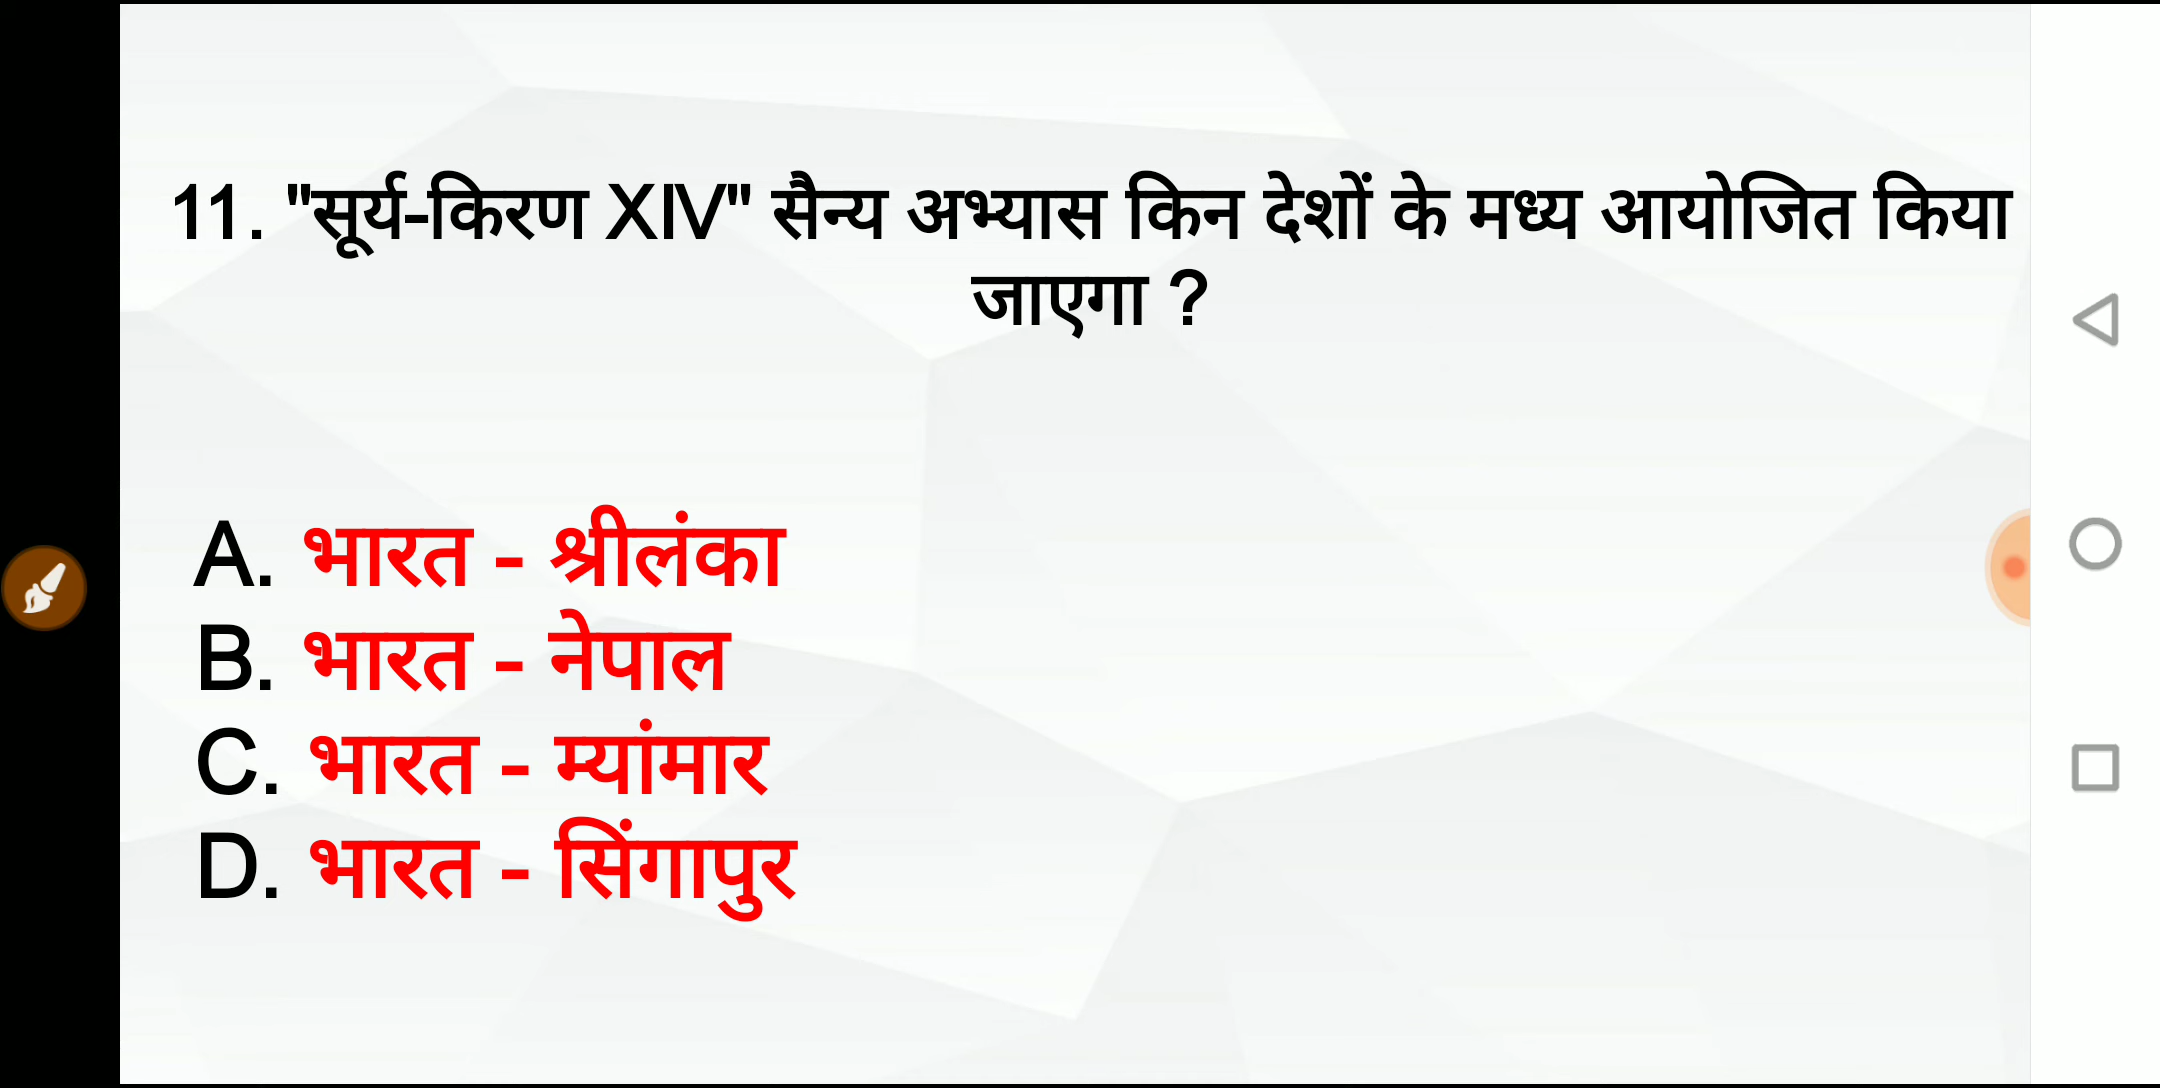 11. "सूर्य-किरण XIV" सैन्य अभ्यास किन देशों के मध्य आयोजित किया
जाएगा ?
A. भारत - श्रीलंका
B. भारत - नेपाल
C. भारत - म्यांमार
D. भारत - सिंगापुर